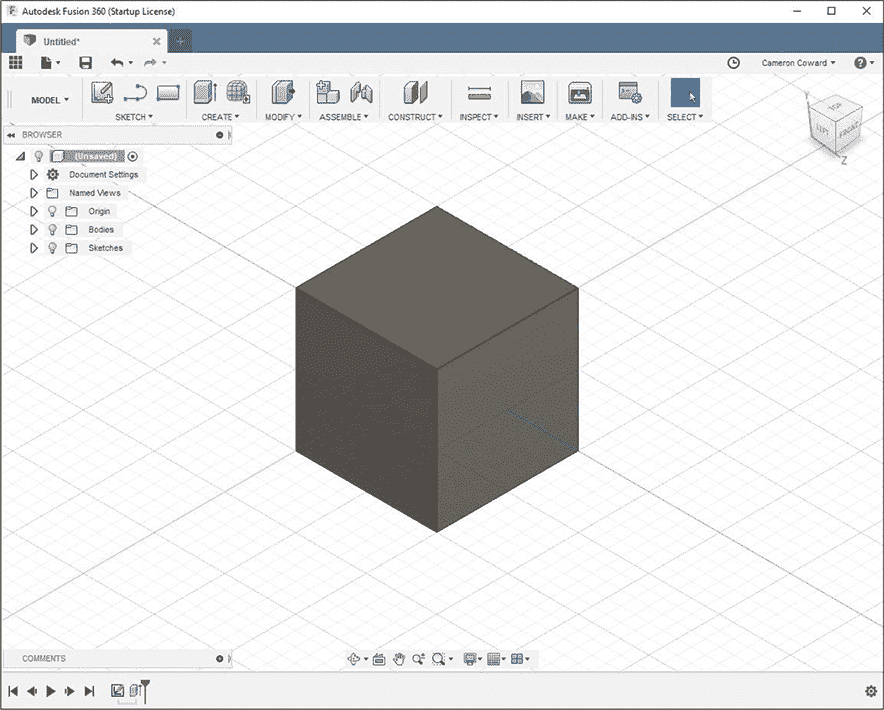 Autodesk Fusion 360 (Startup License)
Untitled*
Cameron Coward
MODEL
SKETCH CREATE MODIFY ASSEMBLE CONSTRUCT INSPECT INSERT MAKE ADD-INS SELECT
BROWSER
(Unsaved)
Document Settings
Named Views
Origin
Bodies
Sketches
Y
TOP
LEFT FRONT
Z
COMMENTS